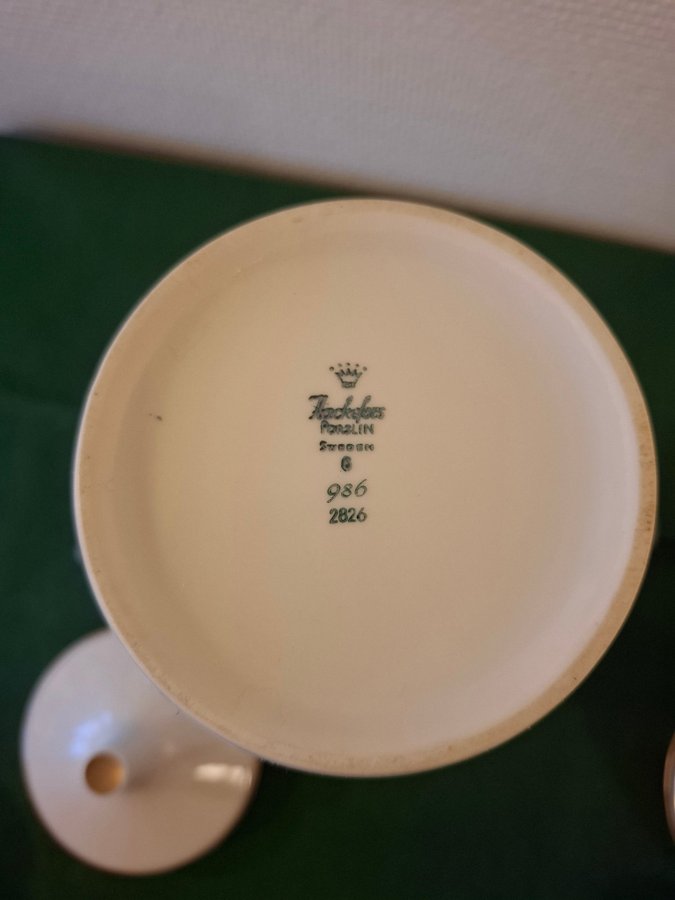 Hackefors
PORSLIN
SWEDEN
G
986
2826